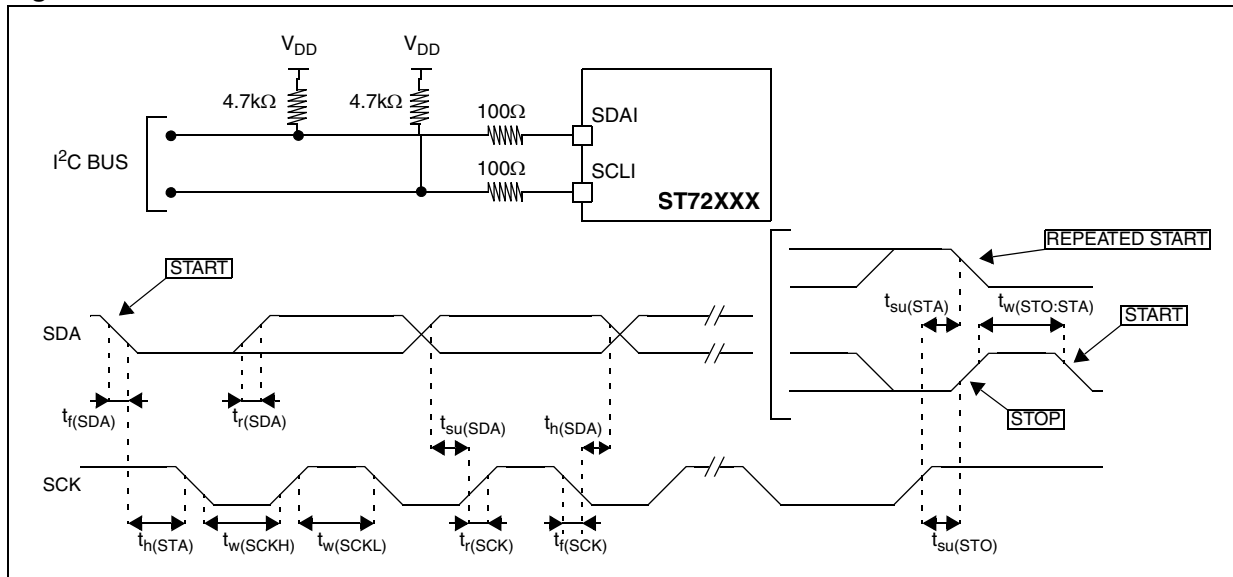 V_DD V_DD
4.7kΩ 4.7kΩ
100Ω SDAI
I²C BUS
100Ω SCLI
ST72XXX
REPEATED START
START
t_su(STA) t_w(STO:STA) START
SDA
t_f(SDA) t_r(SDA)
STOP
t_su(SDA) t_h(SDA)
SCK
t_h(STA) t_w(SCKH) t_w(SCKL) t_r(SCK) t_f(SCK) t_su(STO)